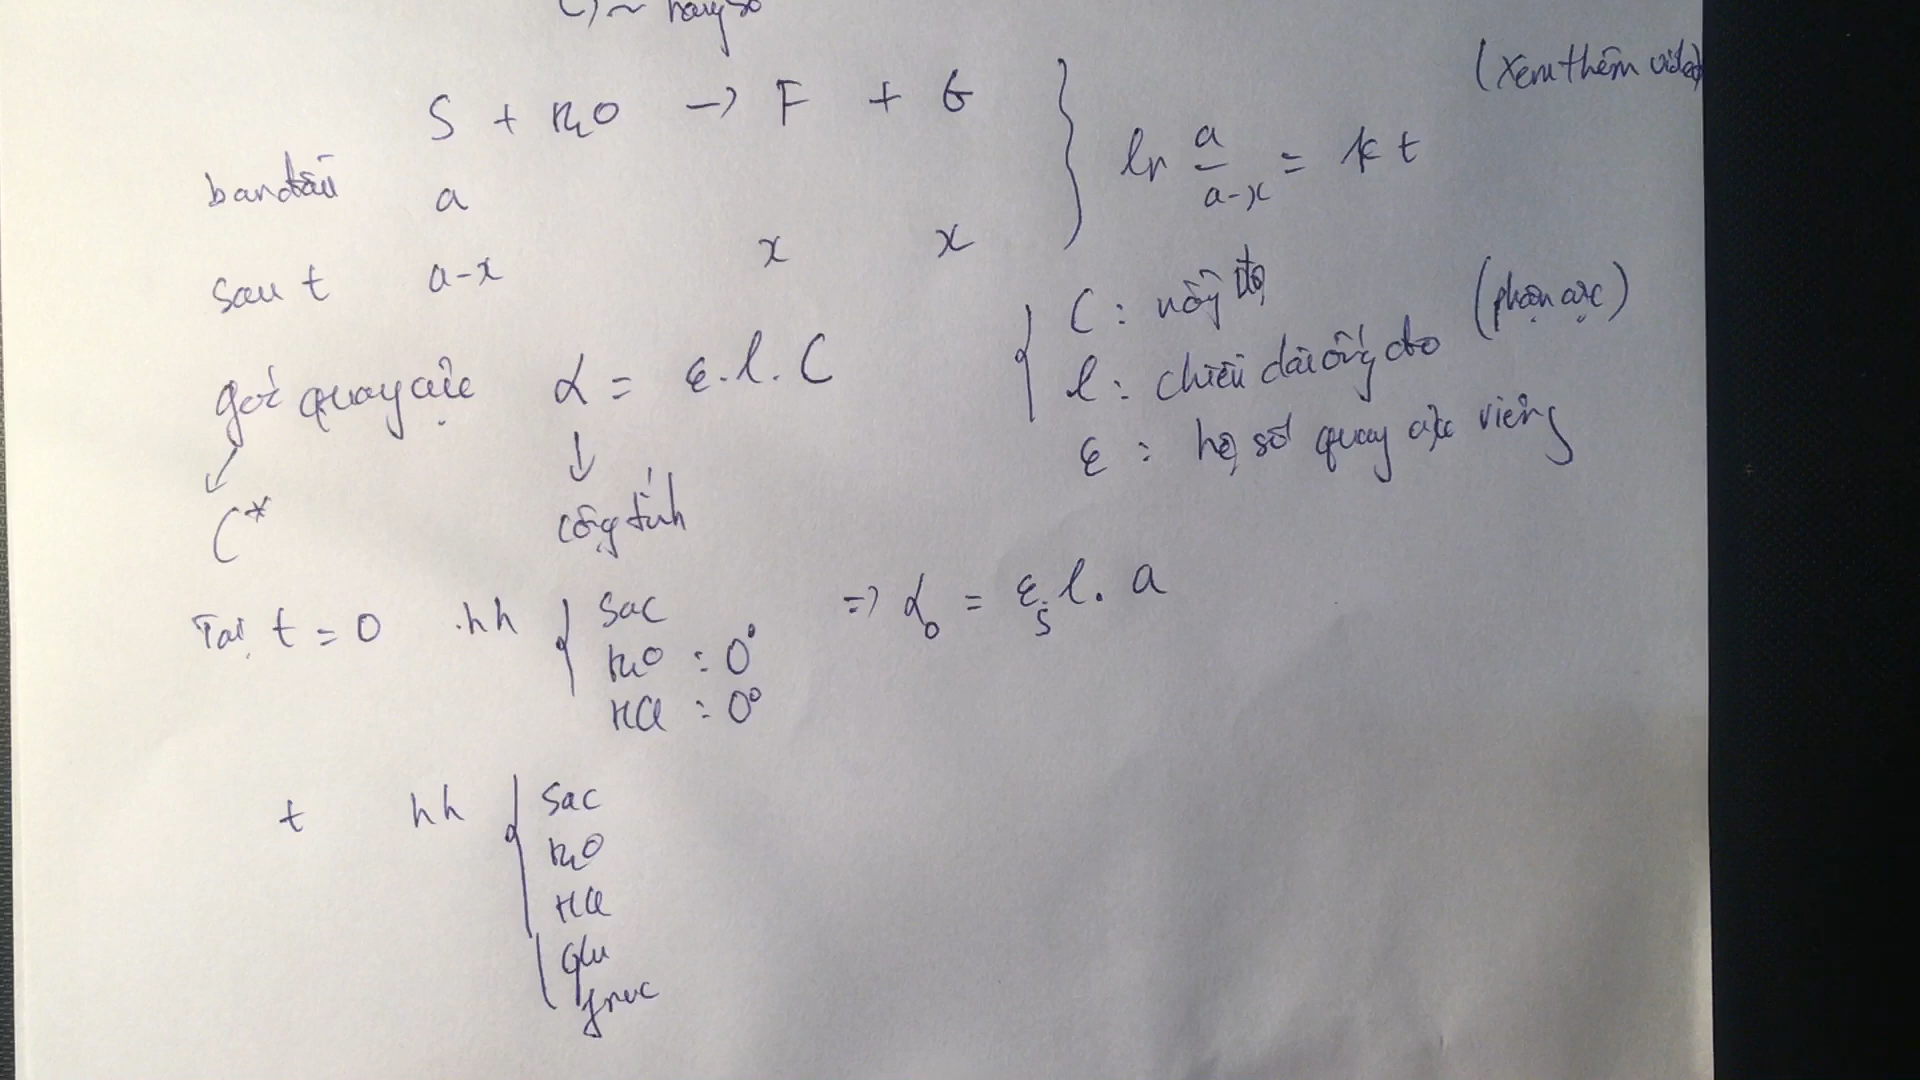 ~ hằng số
(Xem thêm video)
S + H2O → F + G
ln a/(a-x) = kt
ban đầu a
sau t a-x x x
C: nồng độ
góc quay cực α = ε.l.C
l: chiều dài ống đo (phân cực)
ε: hệ số quay cực riêng
↓ ↓
C* cộng tính
Tại t = 0 hh { Sac
H2O : 0°
HCl : 0°
⇒ α₀ = εₛ.l.a
t hh { Sac
H2O
HCl
Glu
fruc